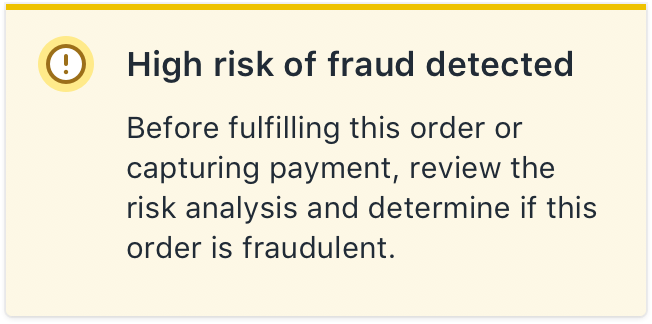 High risk of fraud detected
Before fulfilling this order or
capturing payment, review the
risk analysis and determine if this
order is fraudulent.